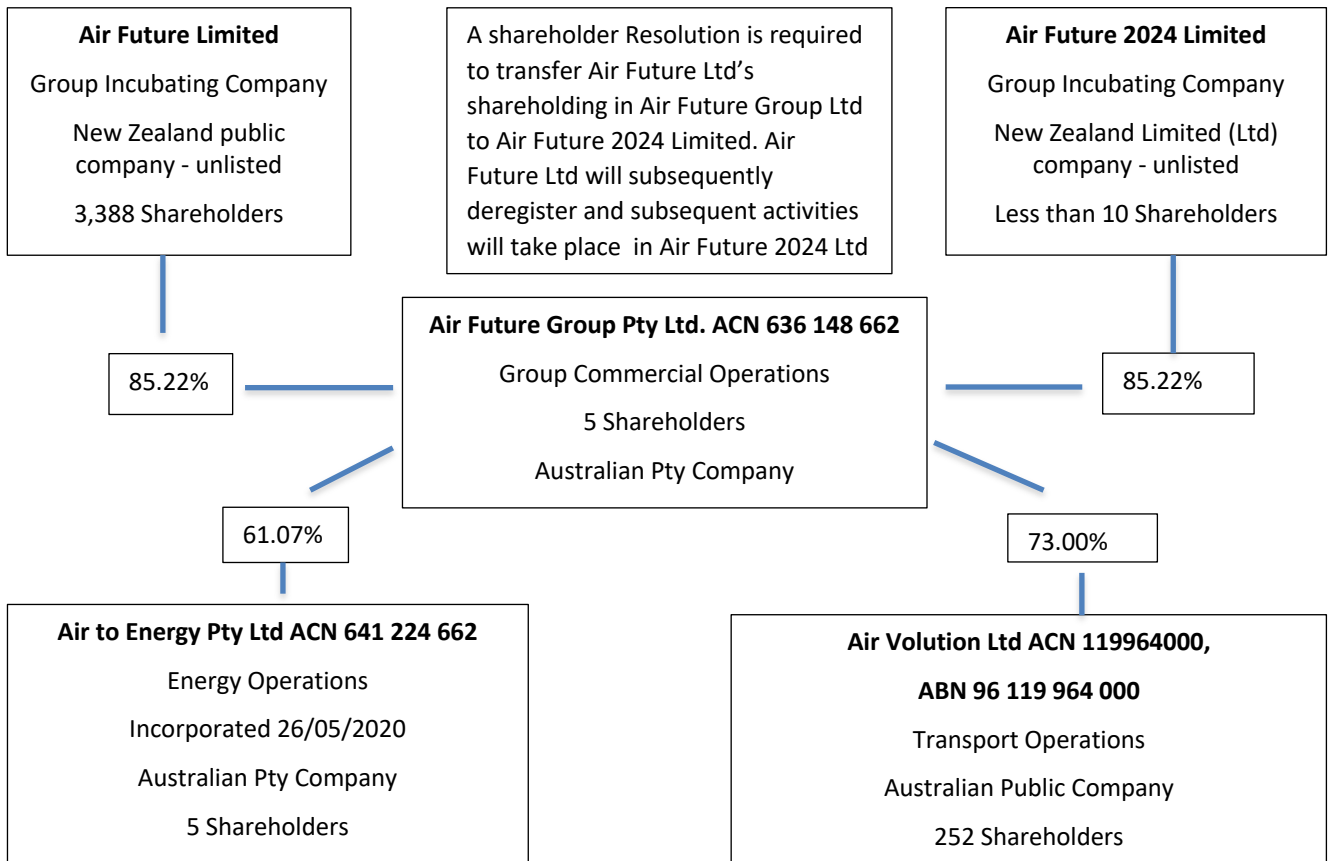 Air Future Limited
Group Incubating Company
New Zealand public
company - unlisted
3,388 Shareholders
A shareholder Resolution is required
to transfer Air Future Ltd’s
shareholding in Air Future Group Ltd
to Air Future 2024 Limited. Air
Future Ltd will subsequently
deregister and subsequent activities
will take place in Air Future 2024 Ltd
Air Future 2024 Limited
Group Incubating Company
New Zealand Limited (Ltd)
company - unlisted
Less than 10 Shareholders
85.22%
Air Future Group Pty Ltd. ACN 636 148 662
Group Commercial Operations
5 Shareholders
Australian Pty Company
85.22%
61.07%
73.00%
Air to Energy Pty Ltd ACN 641 224 662
Energy Operations
Incorporated 26/05/2020
Australian Pty Company
5 Shareholders
Air Volution Ltd ACN 119964000,
ABN 96 119 964 000
Transport Operations
Australian Public Company
252 Shareholders